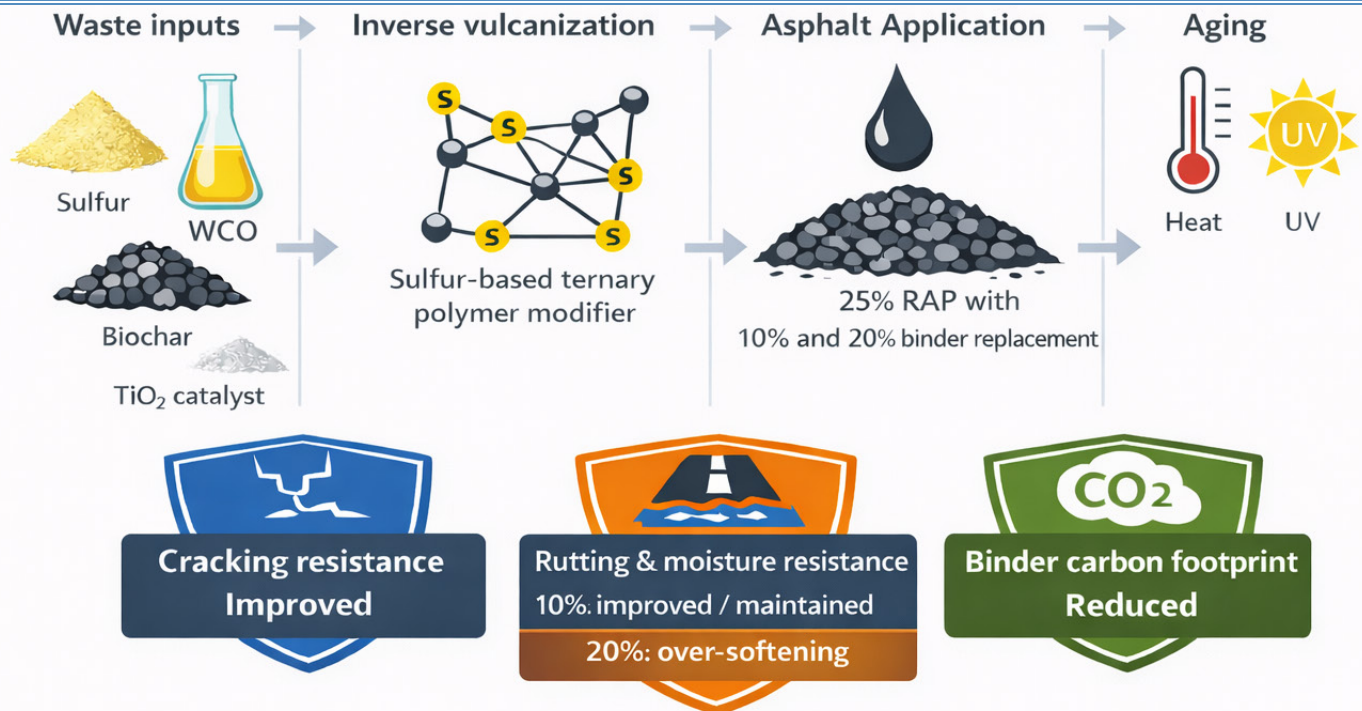 Waste inputs
Inverse vulcanization
Asphalt Application
Aging
Sulfur
WCO
Biochar
TiO₂ catalyst
S
S
S
S
S
Sulfur-based ternary
polymer modifier
25% RAP with
10% and 20% binder replacement
UV
Heat
UV
Cracking resistance
Improved
Rutting & moisture resistance
10%. improved / maintained
20%: over-softening
CO2
Binder carbon footprint
Reduced